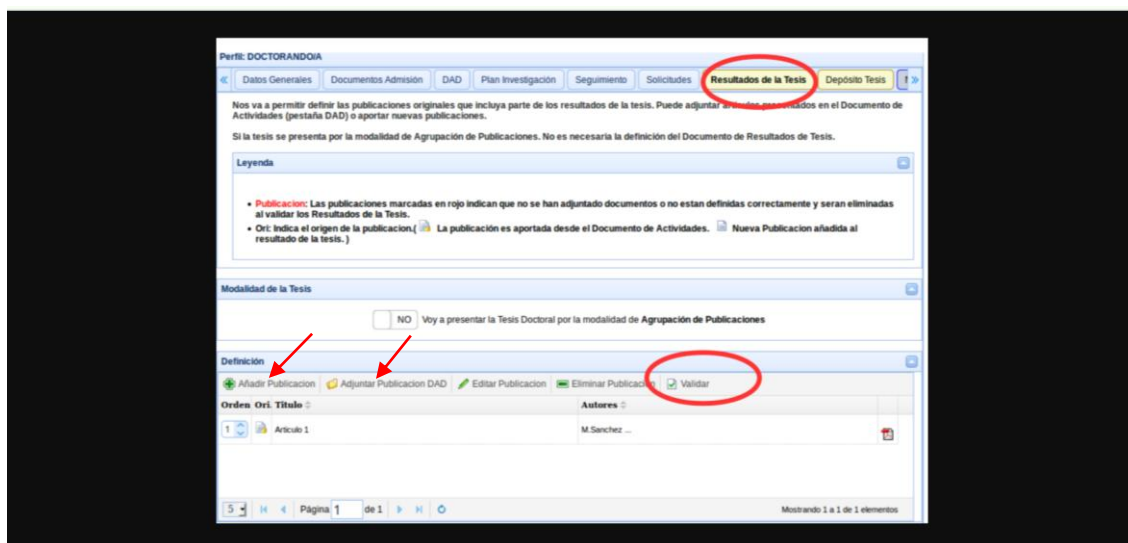 Perfil: DOCTORANDO/A
Datos Generales Documentos Admisión DAD Plan Investigación Seguimiento Solicitudes Resultados de la Tesis Depósito Tesis
Nos va a permitir definir las publicaciones originales que incluya parte de los resultados de la tesis. Puede adjuntar artículos presentados en el Documento de
Actividades (pestaña DAD) o aportar nuevas publicaciones.
Si la tesis se presenta por la modalidad de Agrupación de Publicaciones. No es necesaria la definición del Documento de Resultados de Tesis.
Leyenda
• Publicacion: Las publicaciones marcadas en rojo indican que no se han adjuntado documentos o no estan definidas correctamente y seran eliminadas
al validar los Resultados de la Tesis.
• Ori: Indica el origen de la publicacion.( La publicación es aportada desde el Documento de Actividades. Nueva Publicacion añadida al
resultado de la tesis. )
Modalidad de la Tesis
NO Voy a presentar la Tesis Doctoral por la modalidad de Agrupación de Publicaciones
Definición
Añadir Publicacion Adjuntar Publicacion DAD Editar Publicacion Eliminar Publicacion Validar
Orden Ori. Titulo Autores
1 Articulo 1 M.Sanchez ...
5 Página 1 de 1 Mostrando 1 a 1 de 1 elementos